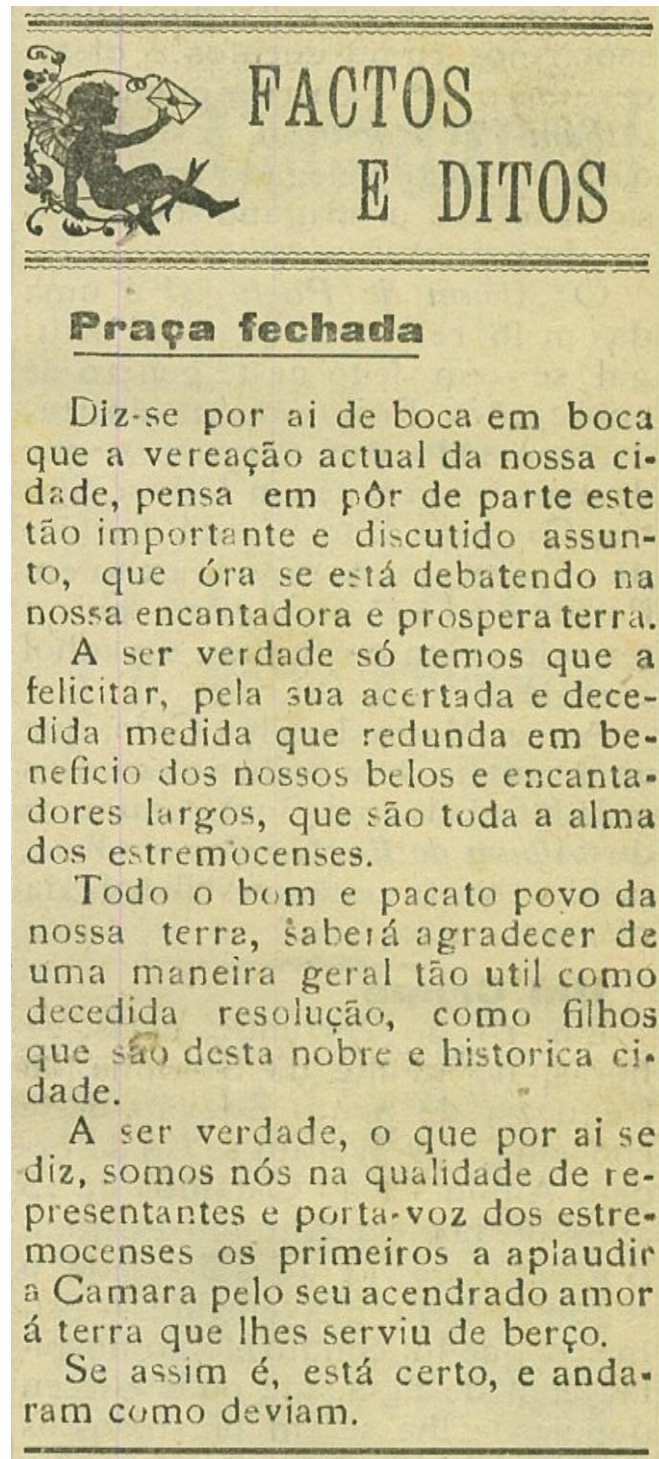 FACTOS
E DITOS
Praça fechada
Diz-se por ai de boca em boca
que a vereação actual da nossa ci-
dade, pensa em pôr de parte este
tão importante e discutido assun-
to, que óra se está debatendo na
nossa encantadora e prospera terra.
A ser verdade só temos que a
felicitar, pela sua acertada e dece-
dida medida que redunda em be-
neficio dos nossos belos e encanta-
dores largos, que são toda a alma
dos estremocenses.
Todo o bom e pacato povo da
nossa terra, saberá agradecer de
uma maneira geral tão util como
decedida resolução, como filhos
que são desta nobre e historica ci-
dade.
A ser verdade, o que por ai se
diz, somos nós na qualidade de re-
presentantes e porta-voz dos estre-
mocenses os primeiros a aplaudir
a Camara pelo seu acendrado amor
á terra que lhes serviu de berço.
Se assim é, está certo, e anda-
ram como deviam.